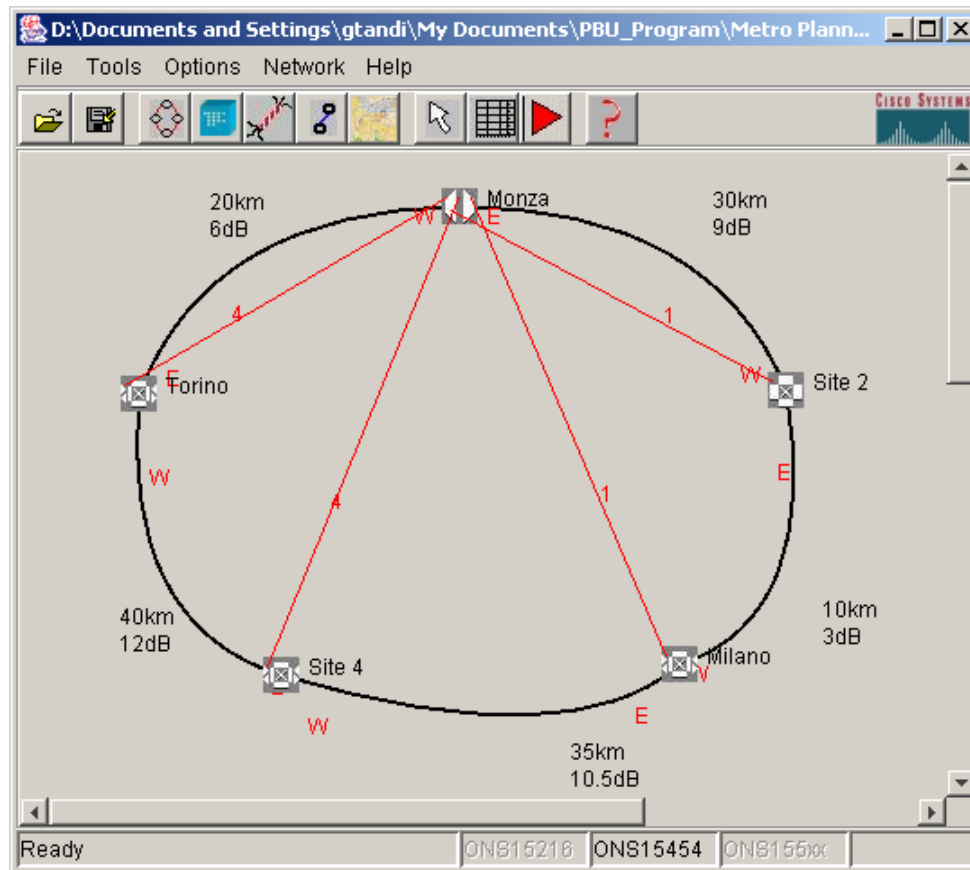 D:\Documents and Settings\gtandi\My Documents\PBU_Program\Metro Plann...
File Tools Options Network Help
CISCO SYSTEMS
20km
6dB
Monza
W
E
30km
9dB
4
1
E
Torino
W
Site 2
W
E
4
1
40km
12dB
Site 4
W
10km
3dB
Milano
E
35km
10.5dB
Ready
ONS15216
ONS15454
ONS155xx